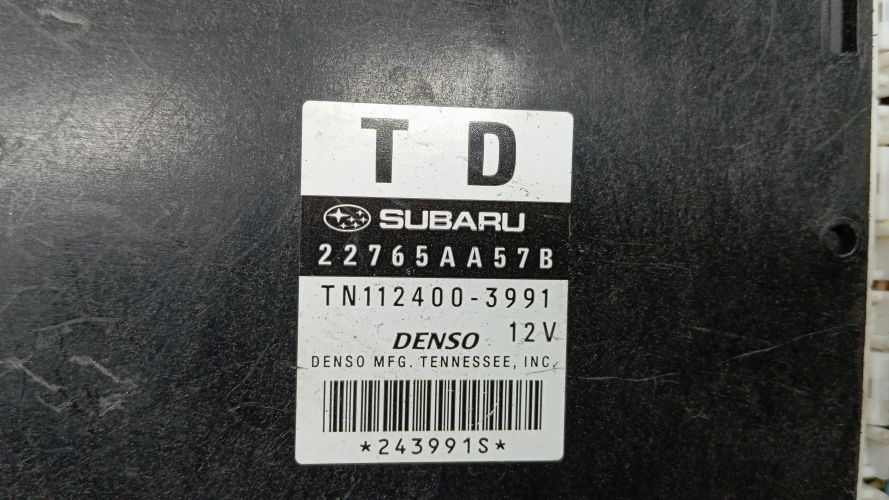 T D
SUBARU
22765AA57B
TN112400-3991
DENSO 12V
DENSO MFG. TENNESSEE, INC.
*243991S*